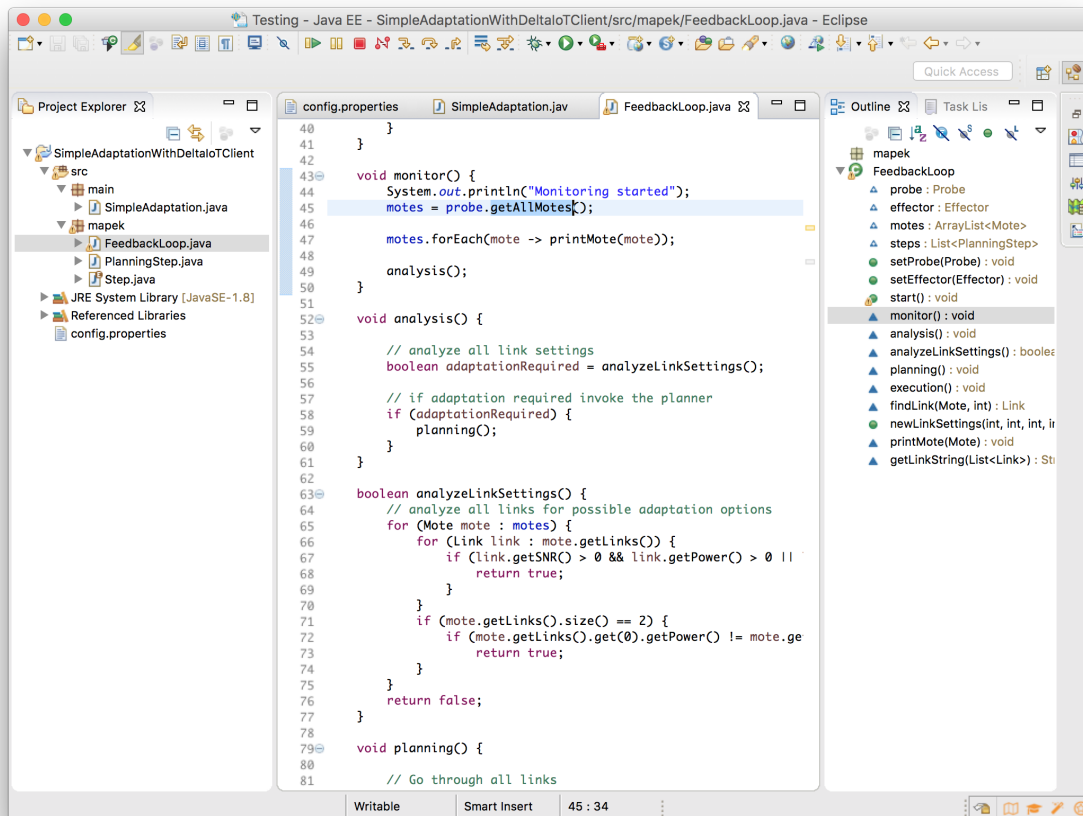 Testing - Java EE - SimpleAdaptationWithDeltaIoTClient/src/mapek/FeedbackLoop.java - Eclipse
Quick Access
Project Explorer
SimpleAdaptationWithDeltaIoTClient
src
main
SimpleAdaptation.java
mapek
FeedbackLoop.java
PlanningStep.java
Step.java
JRE System Library [JavaSE-1.8]
Referenced Libraries
config.properties
config.properties
SimpleAdaptation.jav
FeedbackLoop.java
40 }
41 }
42
43 void monitor() {
44 System.out.println("Monitoring started");
45 motes = probe.getAllMotes();
46
47 motes.forEach(mote -> printMote(mote));
48
49 analysis();
50 }
51
52 void analysis() {
53
54 // analyze all link settings
55 boolean adaptationRequired = analyzeLinkSettings();
56
57 // if adaptation required invoke the planner
58 if (adaptationRequired) {
59 planning();
60 }
61 }
62
63 boolean analyzeLinkSettings() {
64 // analyze all links for possible adaptation options
65 for (Mote mote : motes) {
66 for (Link link : mote.getLinks()) {
67 if (link.getSNR() > 0 && link.getPower() > 0 ||
68 return true;
69 }
70 }
71 if (mote.getLinks().size() == 2) {
72 if (mote.getLinks().get(0).getPower() != mote.ge
73 return true;
74 }
75 }
76 return false;
77 }
78
79 void planning() {
80
81 // Go through all links
Outline
Task Lis
mapek
FeedbackLoop
probe : Probe
effector : Effector
motes : ArrayList<Mote>
steps : List<PlanningStep>
setProbe(Probe) : void
setEffector(Effector) : void
start() : void
monitor() : void
analysis() : void
analyzeLinkSettings() : boolea
planning() : void
execution() : void
findLink(Mote, int) : Link
newLinkSettings(int, int, int, in
printMote(Mote) : void
getLinkString(List<Link>) : Str
Writable
Smart Insert
45 : 34